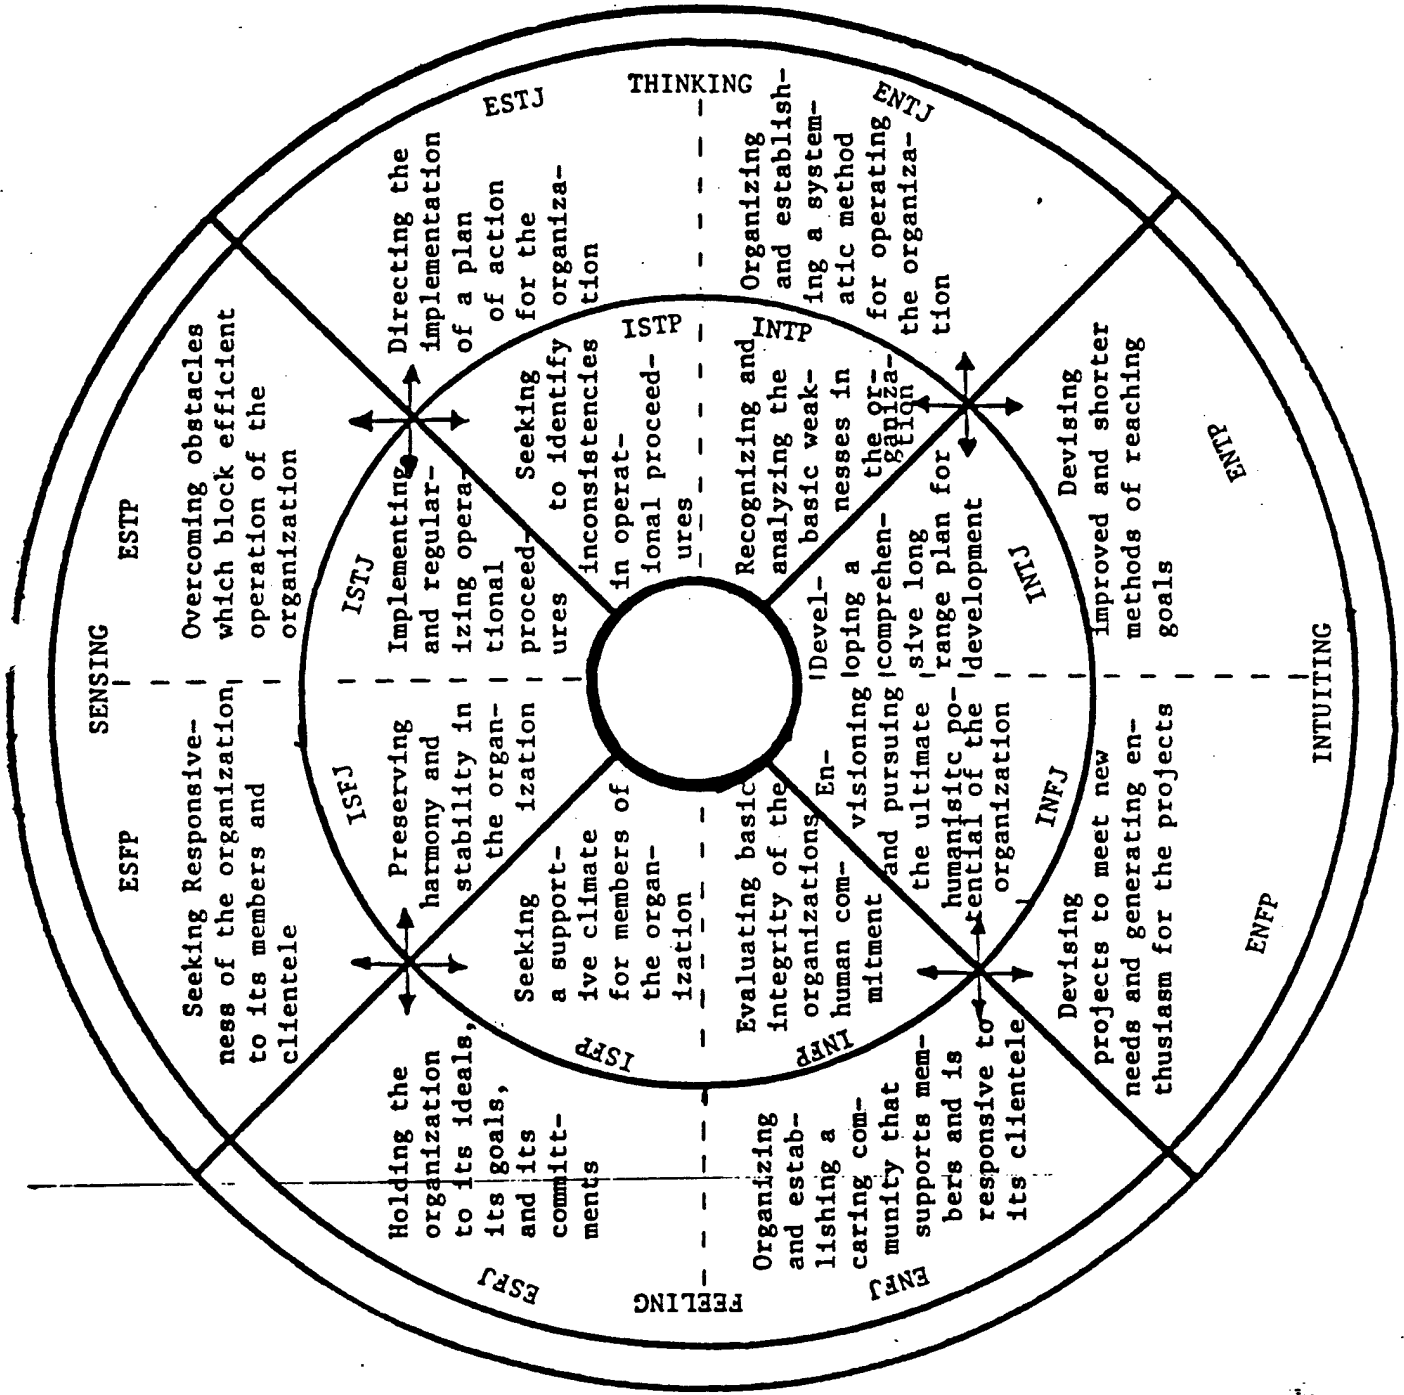 SENSING
ESFP
ESTP
Seeking Responsive-
ness of the organization
to its members and
clientele
Overcoming obstacles
which block efficient
operation of the
organization
ISFJ
Preserving
harmony and
stability in
the organ-
ization
ISTJ
Implementing
and regular-
izing opera-
tional
proceed-
ures
ESFJ
Holding the
organization
to its ideals,
its goals,
and its
committ-
ments
ISFP
Seeking
a support-
ive climate
for members of
the organ-
ization
ISTP
Seeking
to identify
inconsistencies
in operat-
ional proceed-
ures
ESTJ
Directing the
implementation
of a plan
of action
for the
organiza-
tion
FEELING
THINKING
ENFJ
Organizing
and estab-
lishing a
caring com-
munity that
supports mem-
bers and is
responsive to
its clientele
INFP
Evaluating basic
integrity of the
organizations
human com-
mitment
INTP
Recognizing and
analyzing the
basic weak-
nesses in
the or-
ganiza-
tion
ENTJ
Organizing
and establish-
ing a system-
atic method
for operating
the organiza-
tion
En-
visioning
and pursuing
the ultimate
humanisitc po-
tential of the
organization
INFJ
Devel-
oping a
comprehen-
sive long
range plan for
development
INTJ
Devising
projects to meet new
needs and generating en-
thusiasm for the projects
ENFP
Devising
improved and shorter
methods of reaching
goals
ENTP
INTUITING